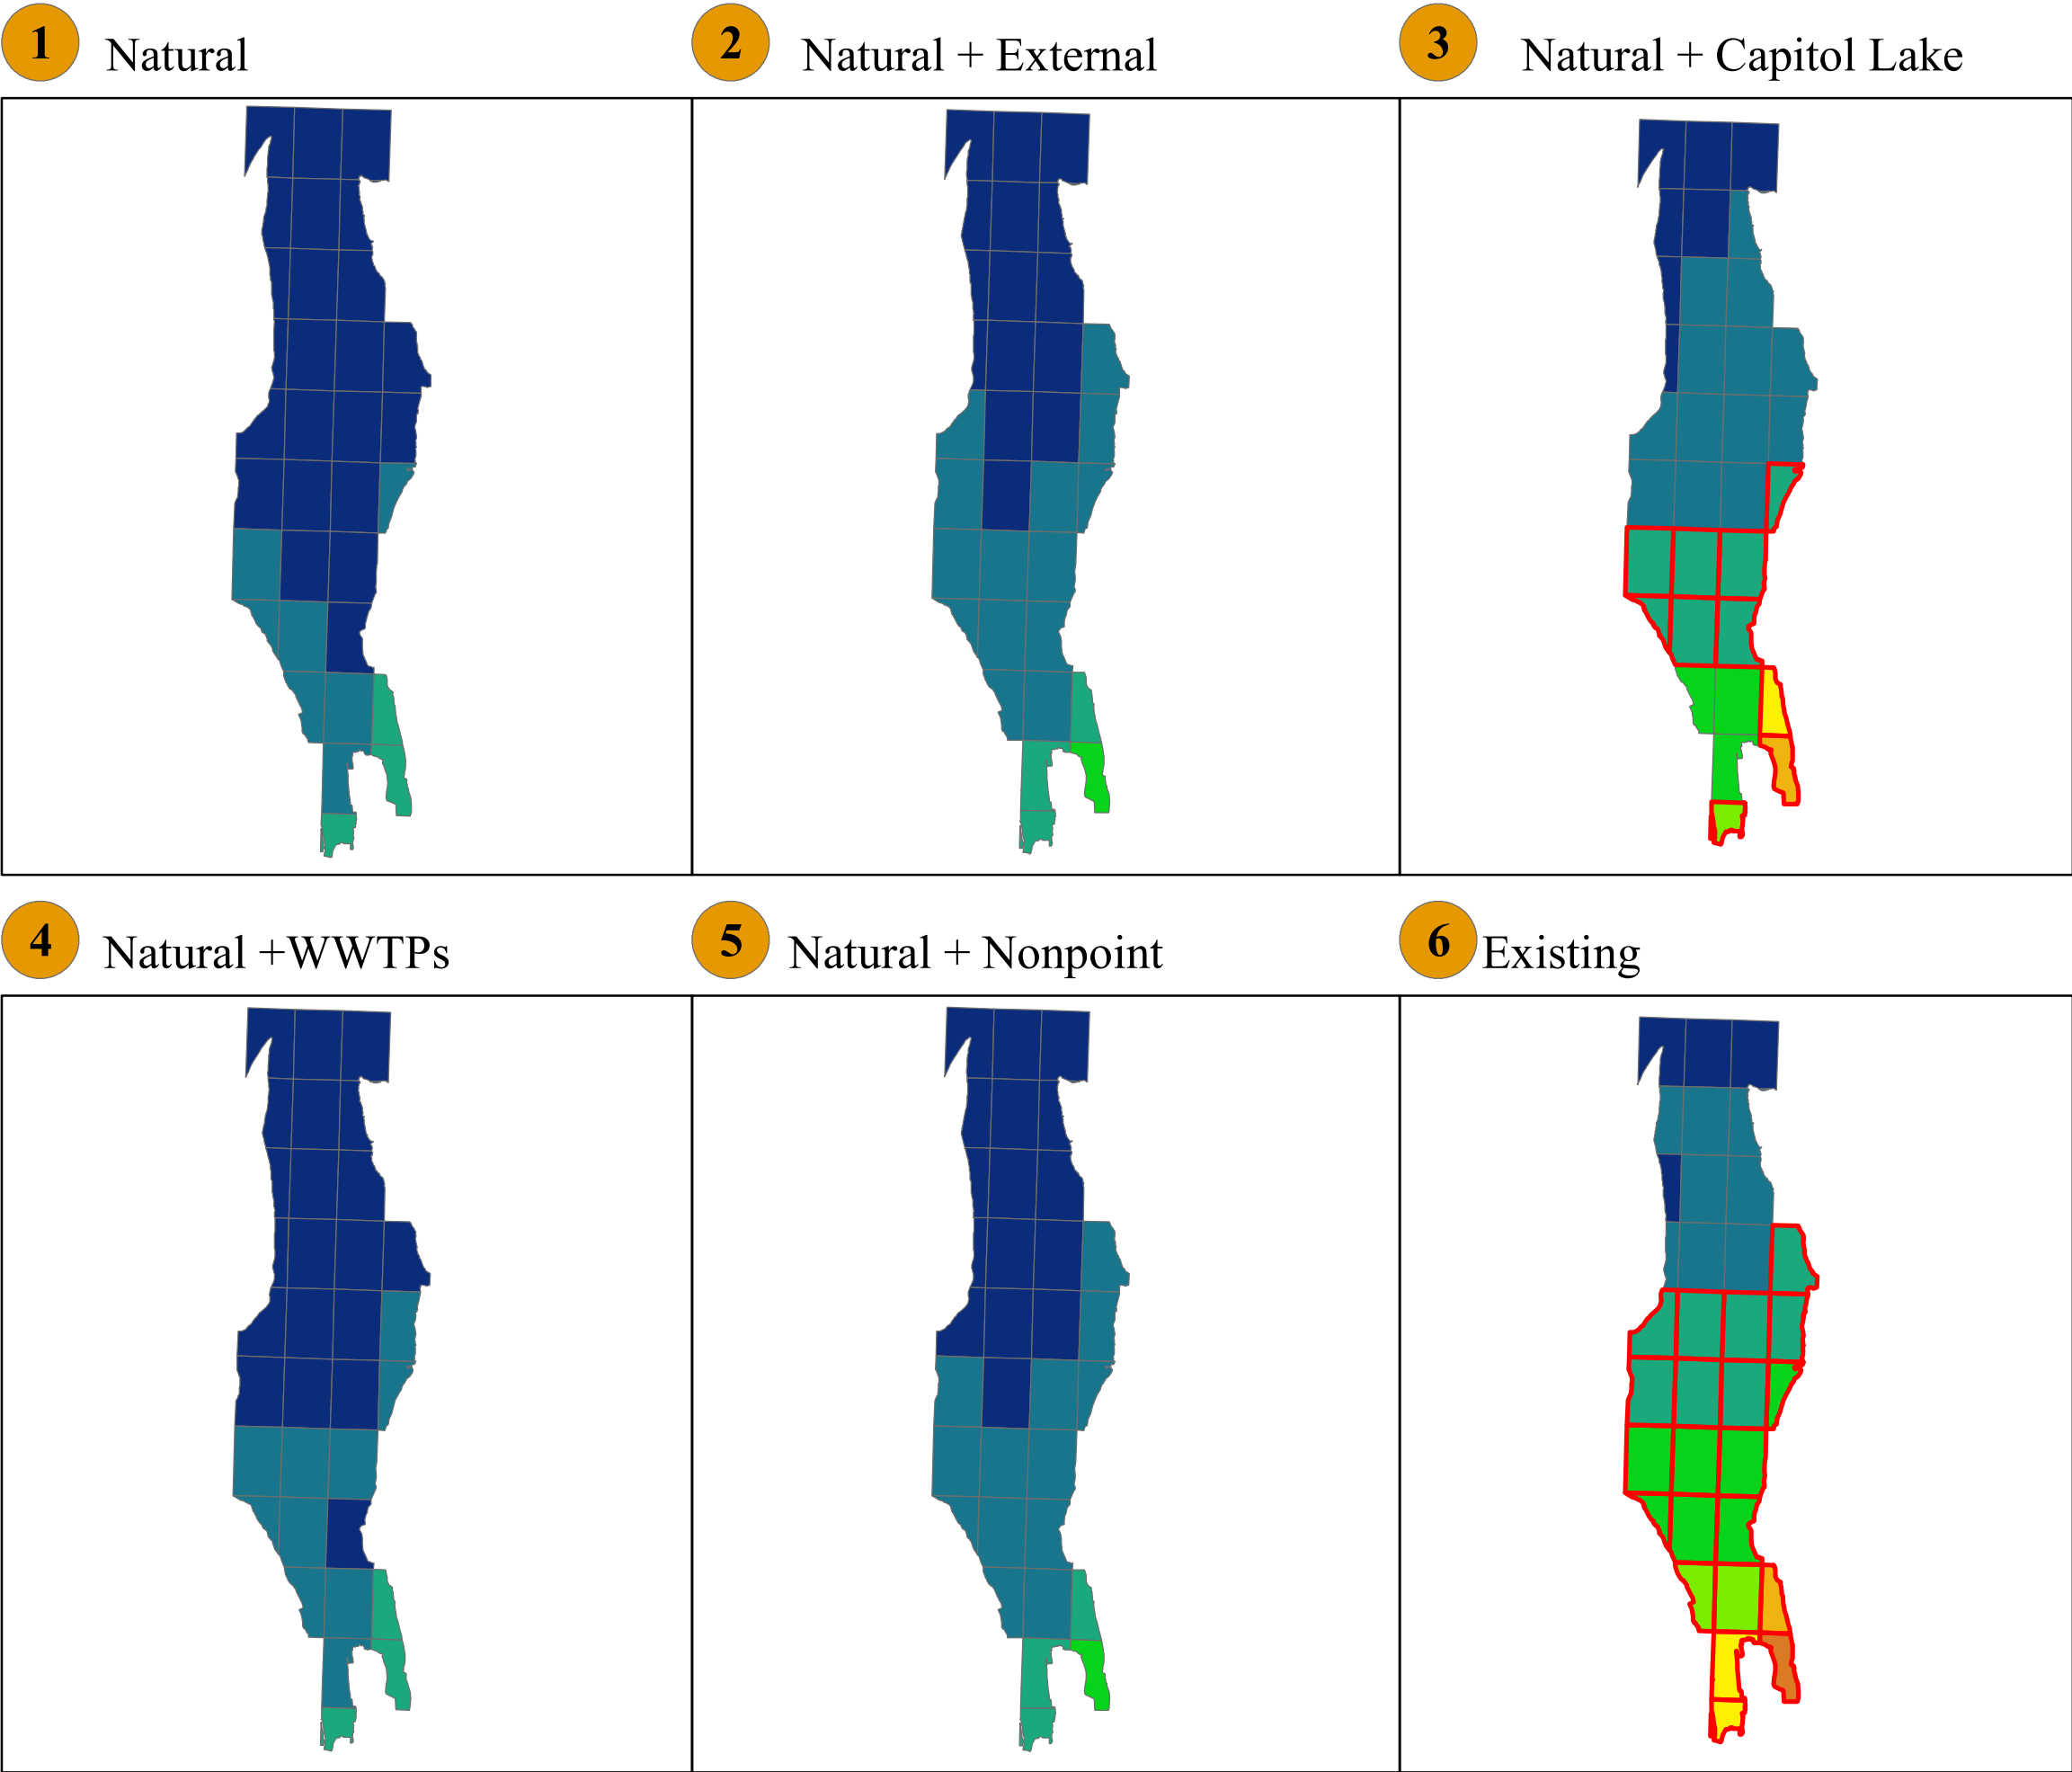 1 Natural
2 Natural + External
3 Natural + Capitol Lake
4 Natural +WWTPs
5 Natural + Nonpoint
6 Existing